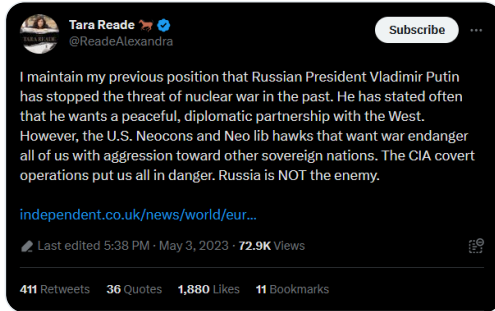 Tara Reade 🐎
@ReadeAlexandra
Subscribe
I maintain my previous position that Russian President Vladimir Putin
has stopped the threat of nuclear war in the past. He has stated often
that he wants a peaceful, diplomatic partnership with the West.
However, the U.S. Neocons and Neo lib hawks that want war endanger
all of us with aggression toward other sovereign nations. The CIA covert
operations put us all in danger. Russia is NOT the enemy.
independent.co.uk/news/world/eur...
Last edited 5:38 PM · May 3, 2023 · 72.9K Views
411 Retweets 36 Quotes 1,880 Likes 11 Bookmarks